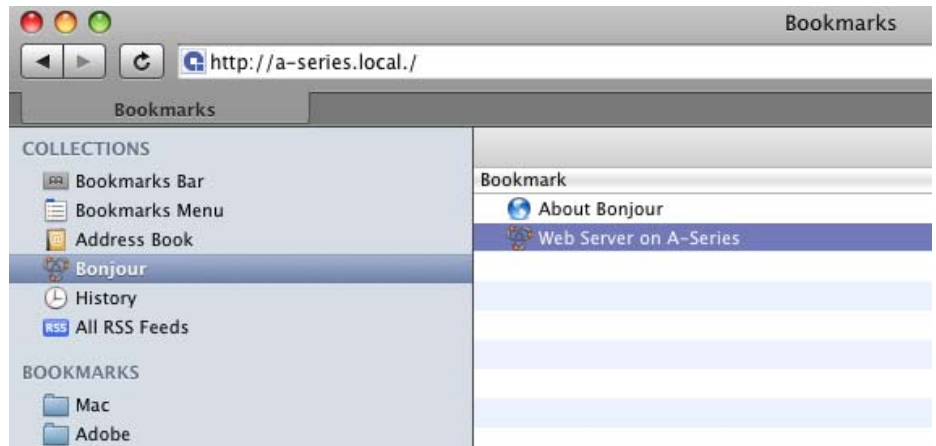 Bookmarks
http://a-series.local./
Bookmarks
COLLECTIONS
Bookmarks Bar
Bookmarks Menu
Address Book
Bonjour
History
RSS All RSS Feeds
BOOKMARKS
Mac
Adobe
Bookmark
About Bonjour
Web Server on A-Series